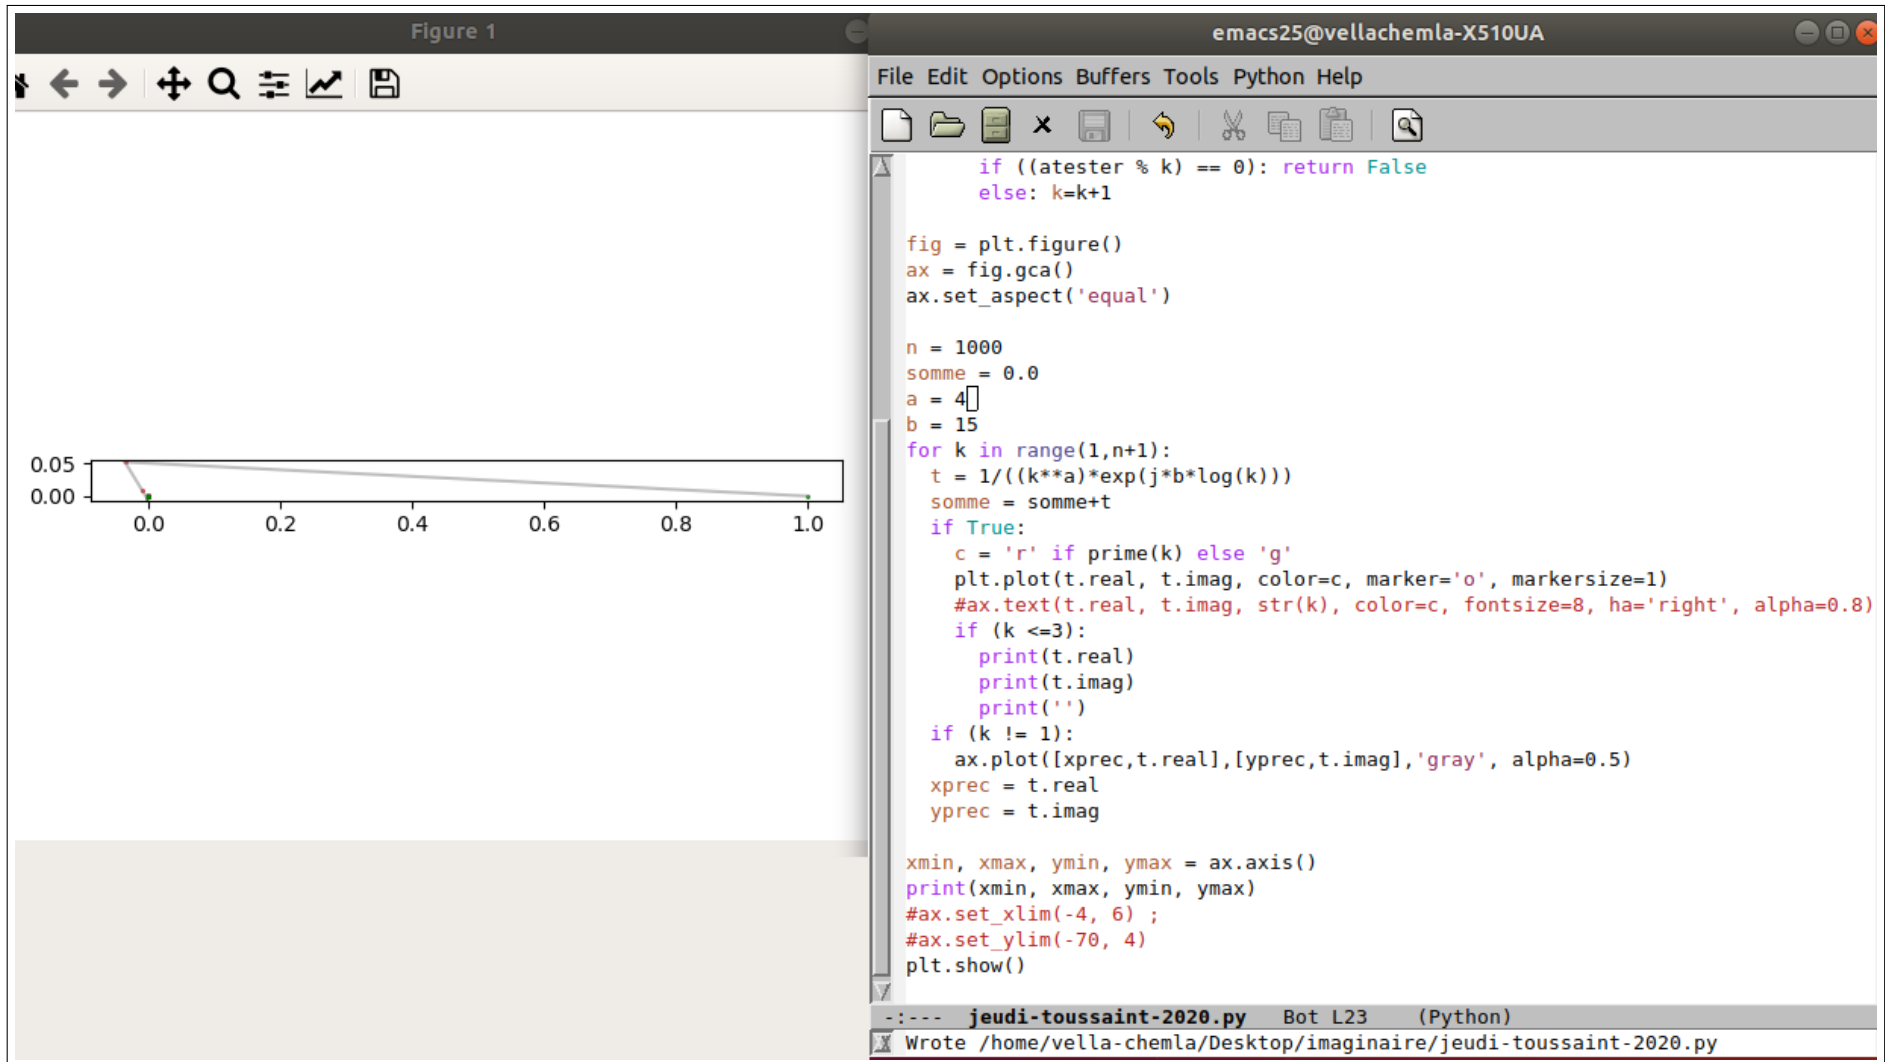 Figure 1
0.05
0.00
0.0 0.2 0.4 0.6 0.8 1.0
emacs25@vellachemla-X510UA
File Edit Options Buffers Tools Python Help
if ((atester % k) == 0): return False
else: k=k+1
fig = plt.figure()
ax = fig.gca()
ax.set_aspect('equal')
n = 1000
somme = 0.0
a = 4
b = 15
for k in range(1,n+1):
t = 1/((k**a)*exp(j*b*log(k)))
somme = somme+t
if True:
c = 'r' if prime(k) else 'g'
plt.plot(t.real, t.imag, color=c, marker='o', markersize=1)
#ax.text(t.real, t.imag, str(k), color=c, fontsize=8, ha='right', alpha=0.8)
if (k <=3):
print(t.real)
print(t.imag)
print('')
if (k != 1):
ax.plot([xprec,t.real],[yprec,t.imag],'gray', alpha=0.5)
xprec = t.real
yprec = t.imag
xmin, xmax, ymin, ymax = ax.axis()
print(xmin, xmax, ymin, ymax)
#ax.set_xlim(-4, 6) ;
#ax.set_ylim(-70, 4)
plt.show()
-:--- jeudi-toussaint-2020.py Bot L23 (Python)
Wrote /home/vella-chemla/Desktop/imaginaire/jeudi-toussaint-2020.py